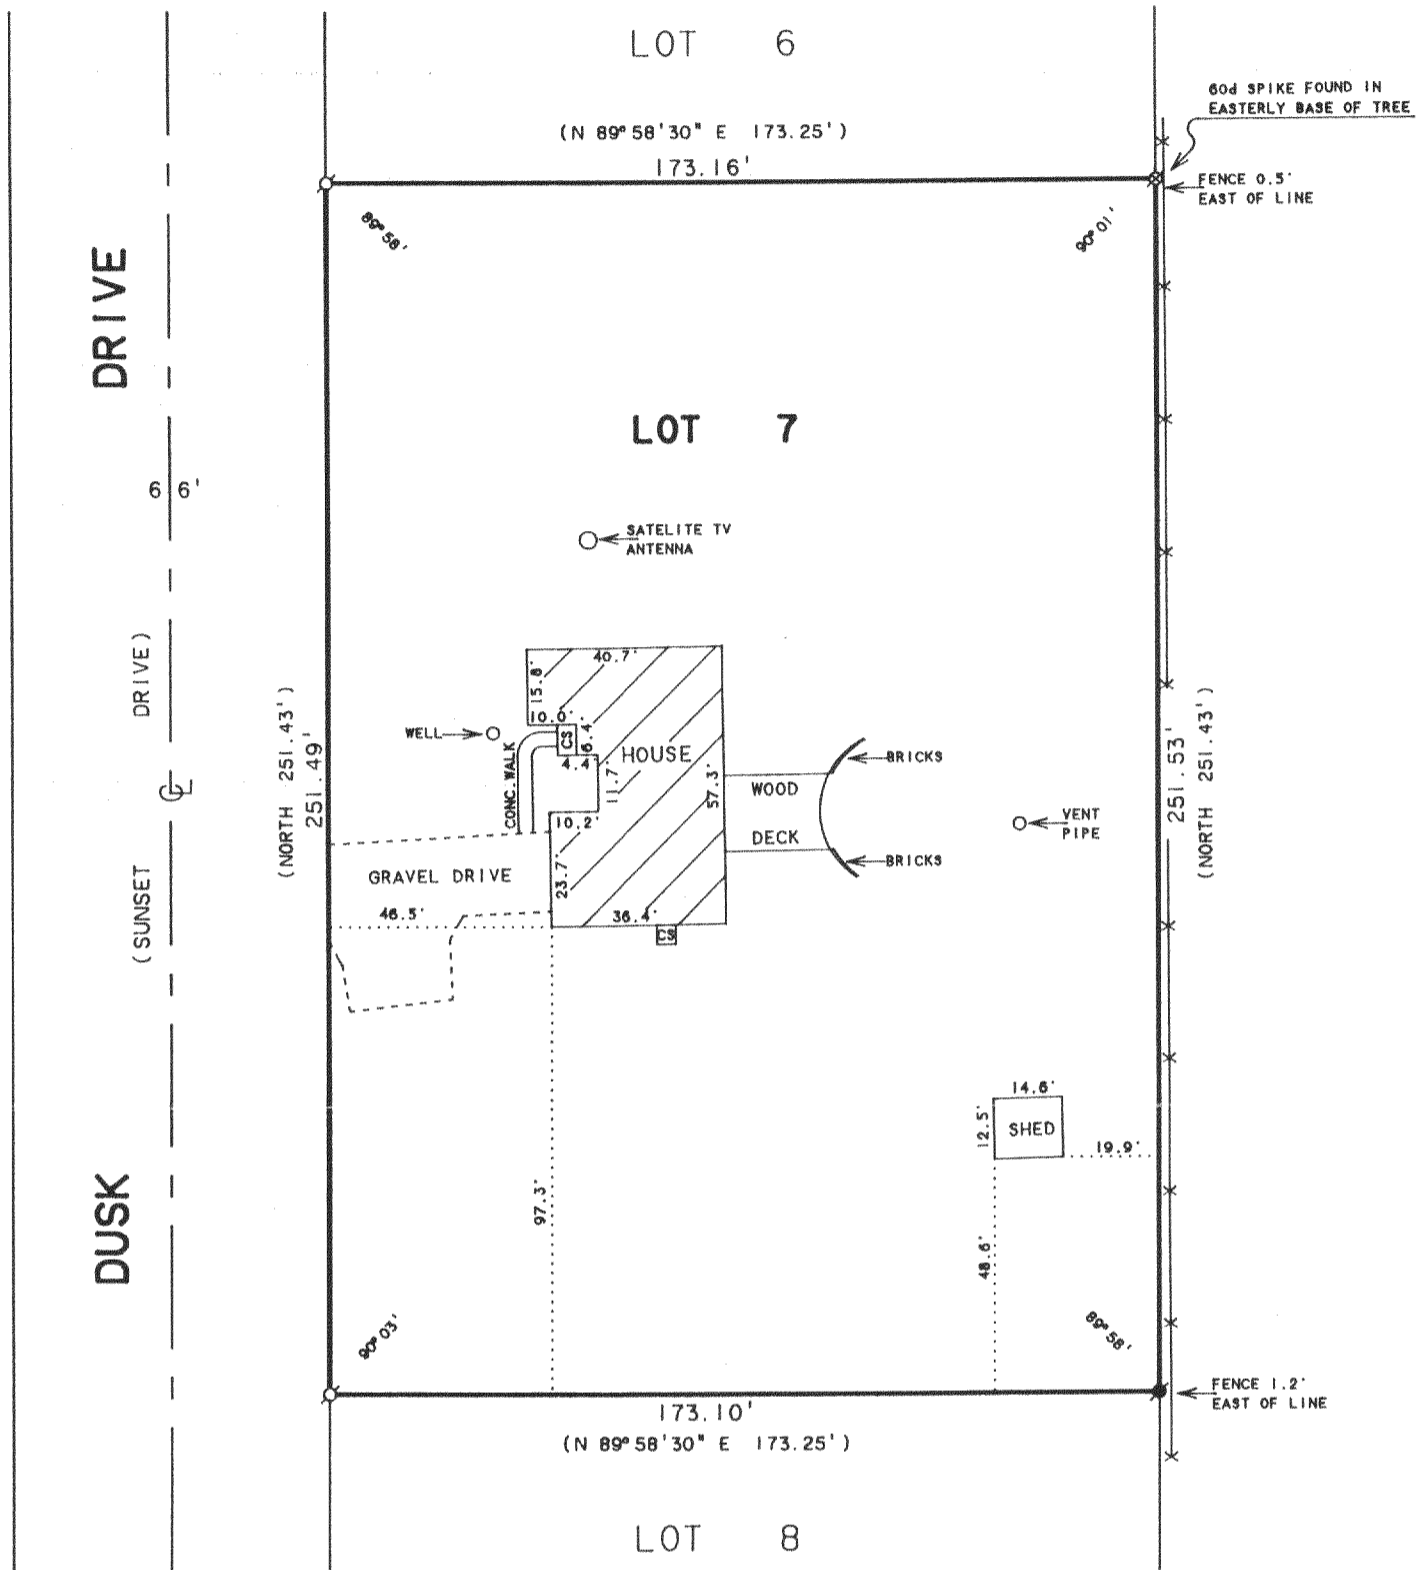 LOT 6
60d SPIKE FOUND IN
EASTERLY BASE OF TREE
(N 89°58'30" E 173.25')
173.16'
FENCE 0.5'
EAST OF LINE
89°58'
90°01'
DUSK DRIVE
LOT 7
66'
SATELITE TV
ANTENNA
(SUNSET DRIVE)
(NORTH 251.43')
251.49'
40.7'
15.8'
10.0'
CS
6.4'
4.4'
WELL
CONC. WALK
HOUSE
11.7'
57.3'
10.2'
BRICKS
WOOD
DECK
BRICKS
VENT
PIPE
251.53'
(NORTH 251.43')
GRAVEL DRIVE
23.7'
46.5'
36.4'
CS
14.6'
12.5'
SHED
19.9'
97.3'
48.6'
90°03'
89°58'
FENCE 1.2'
EAST OF LINE
173.10'
(N 89°58'30" E 173.25')
LOT 8